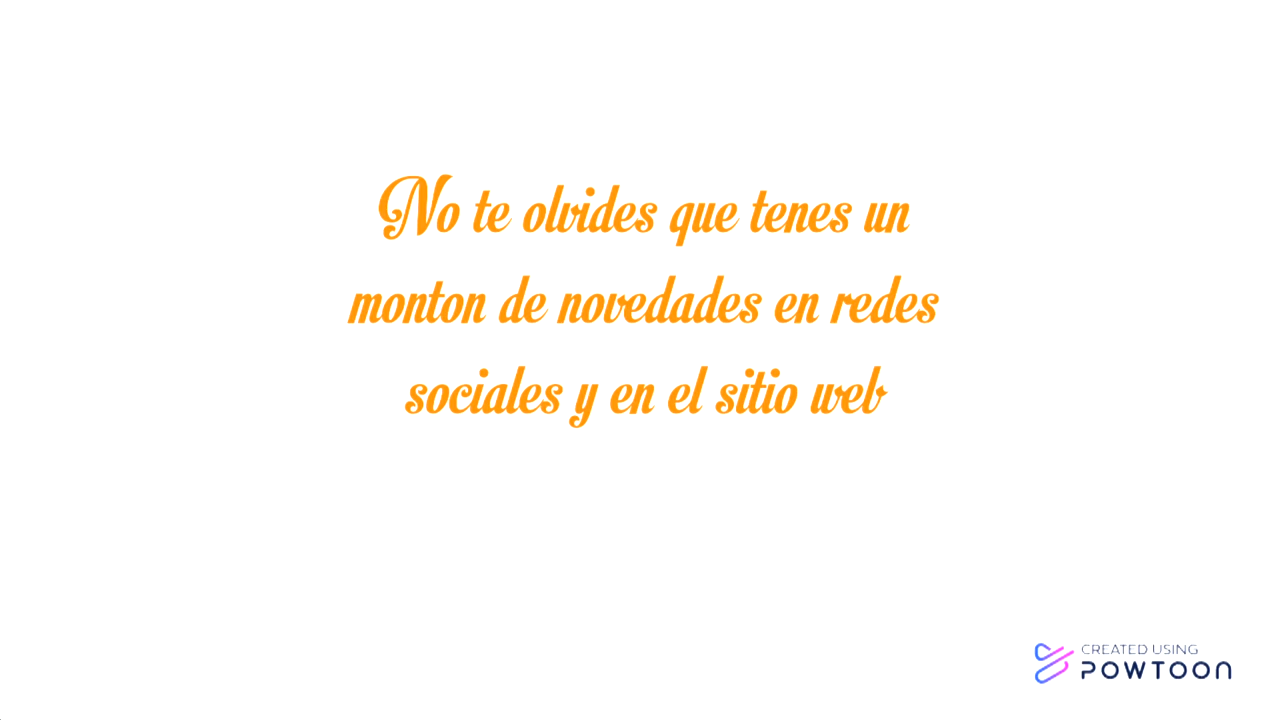 No te olvides que tenes un
monton de novedades en redes
sociales y en el sitio web
CREATED USING
POWTOON